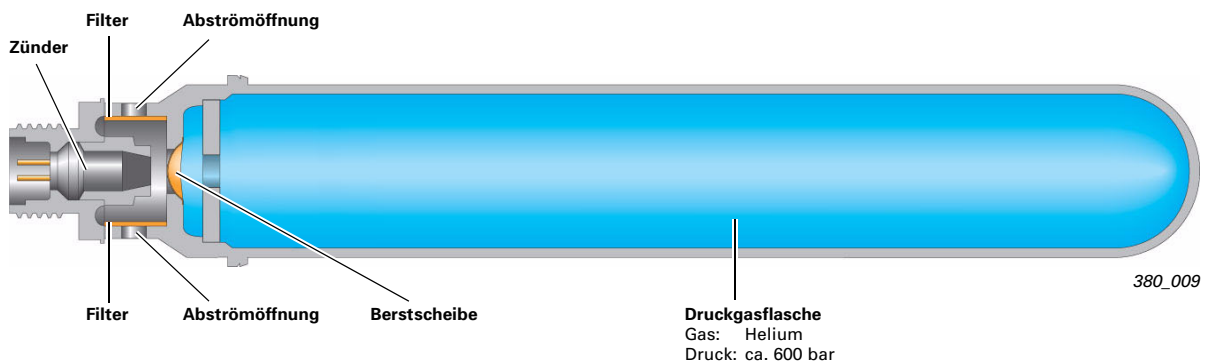 Filter
Abströmöffnung
Zünder
380_009
Filter
Abströmöffnung
Berstscheibe
Druckgasflasche
Gas: Helium
Druck: ca. 600 bar